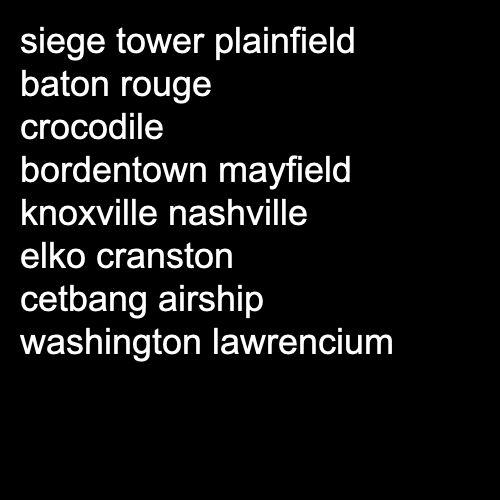 siege tower plainfield
baton rouge
crocodile
bordentown mayfield
knoxville nashville
elko cranston
cetbang airship
washington lawrencium